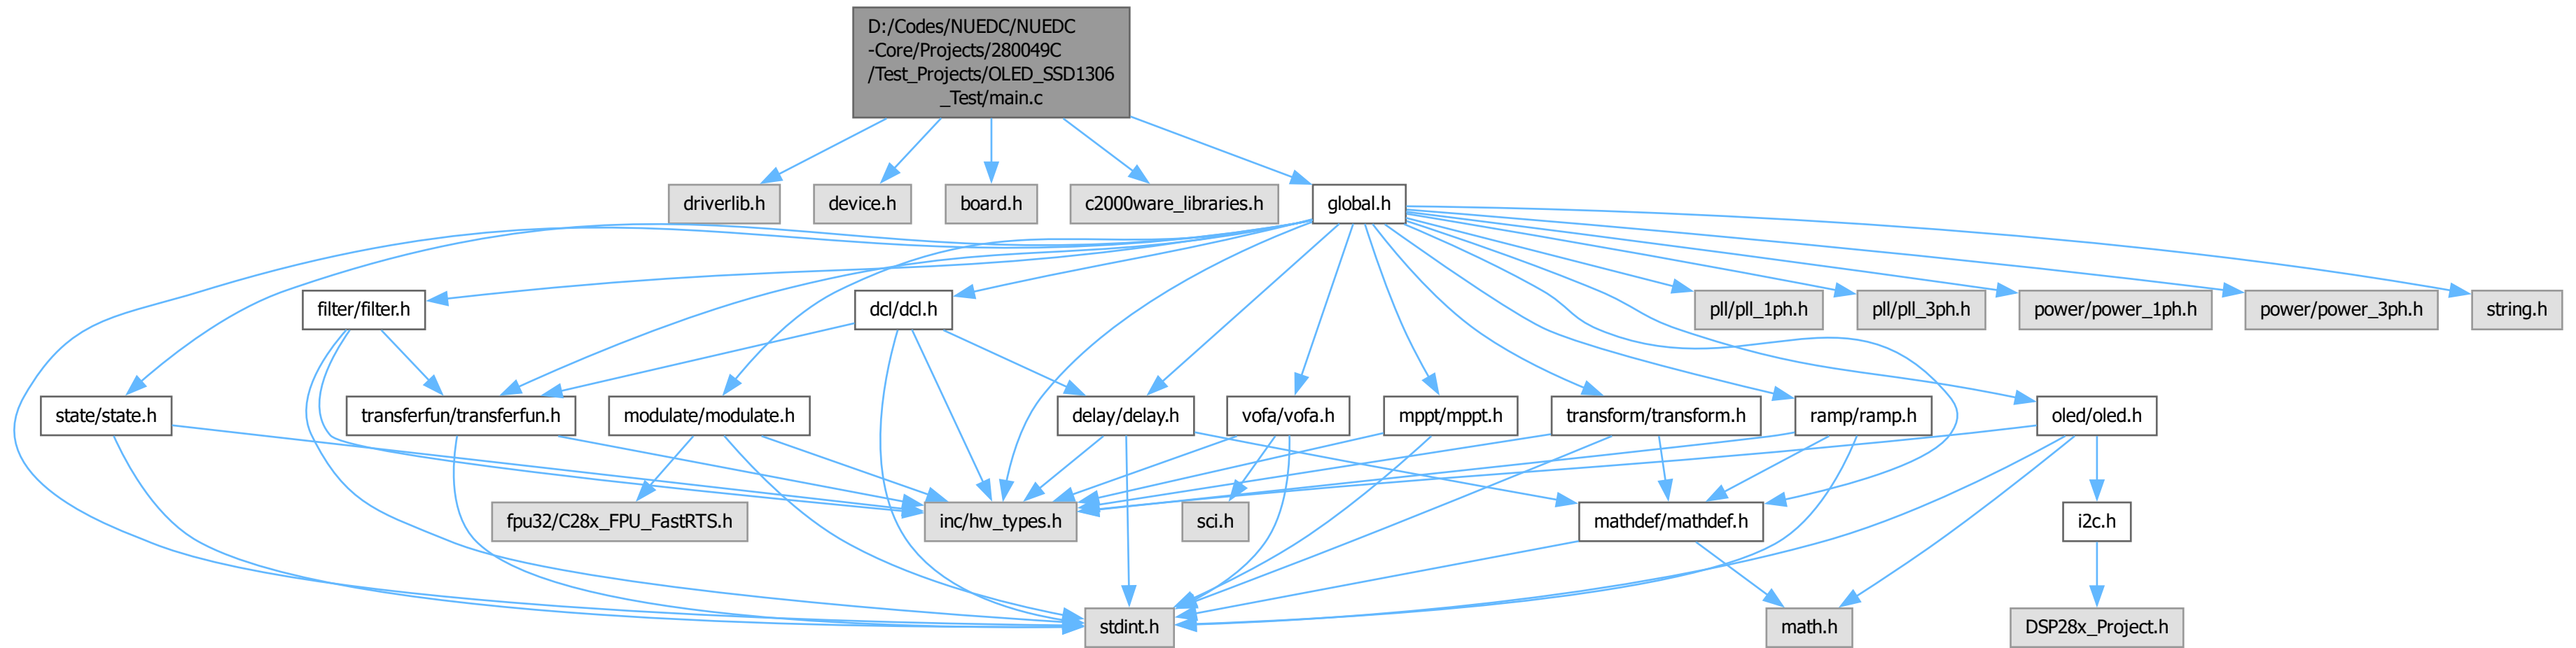 D:/Codes/NUEDC/NUEDC
-Core/Projects/280049C
/Test_Projects/OLED_SSD1306
_Test/main.c
driverlib.h
device.h
board.h
c2000ware_libraries.h
global.h
filter/filter.h
dcl/dcl.h
pll/pll_1ph.h
pll/pll_3ph.h
power/power_1ph.h
power/power_3ph.h
string.h
state/state.h
transferfun/transferfun.h
modulate/modulate.h
delay/delay.h
vofa/vofa.h
mppt/mppt.h
transform/transform.h
ramp/ramp.h
oled/oled.h
fpu32/C28x_FPU_FastRTS.h
inc/hw_types.h
sci.h
mathdef/mathdef.h
i2c.h
stdint.h
math.h
DSP28x_Project.h